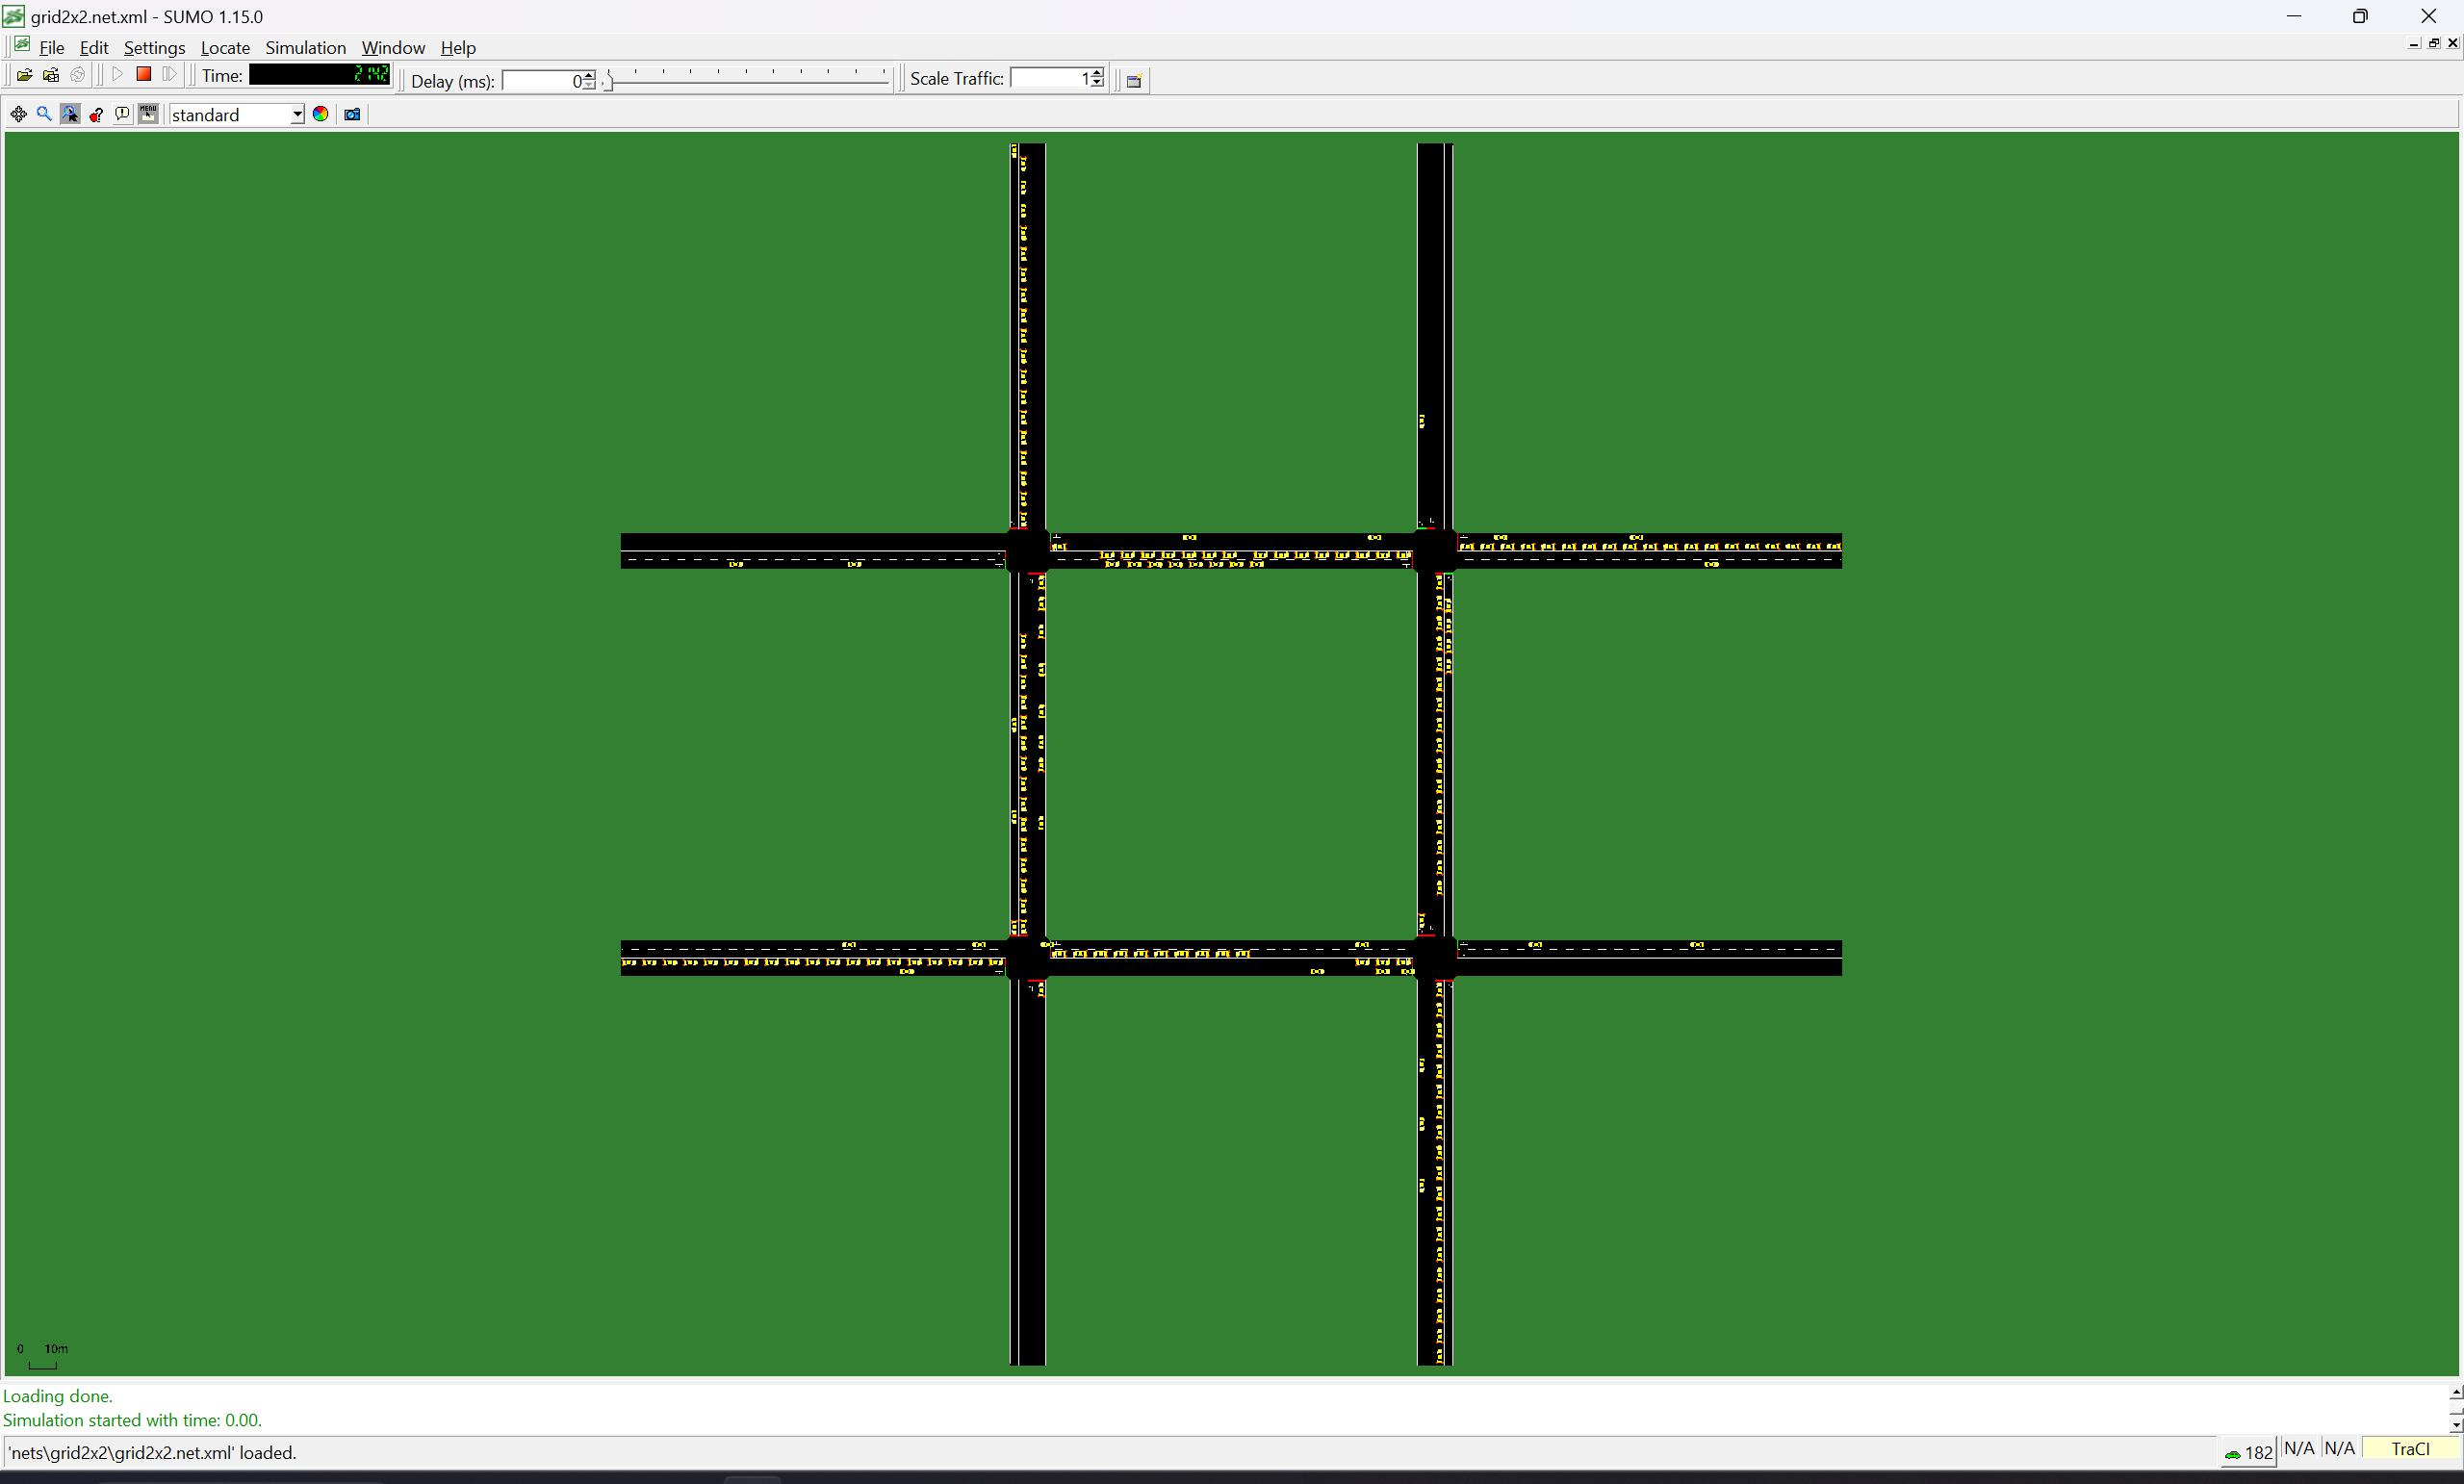 grid2x2.net.xml - SUMO 1.15.0
File Edit Settings Locate Simulation Window Help
Time: 2142 Delay (ms): 0 Scale Traffic: 1
MENU standard
0 10m
Loading done.
Simulation started with time: 0.00.
'nets\grid2x2\grid2x2.net.xml' loaded. 182 N/A N/A TraCI